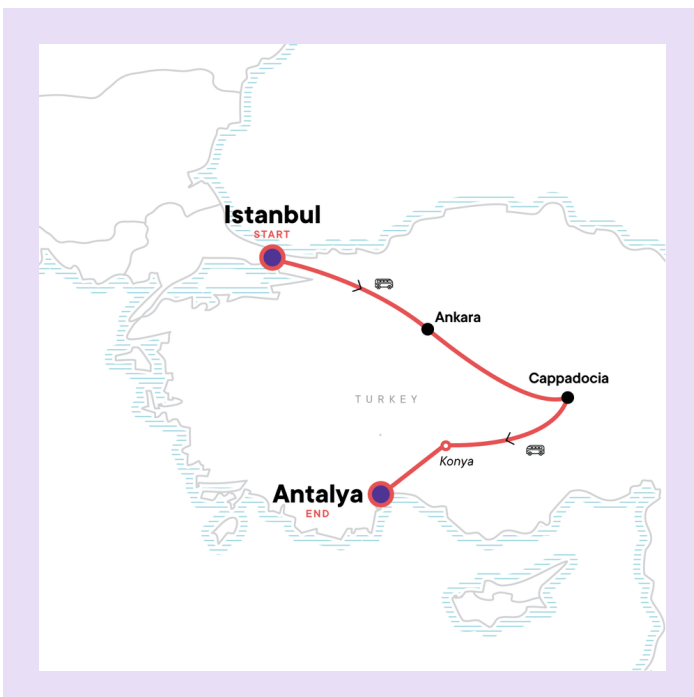 Istanbul
START
Ankara
Cappadocia
TURKEY
Konya
Antalya
END